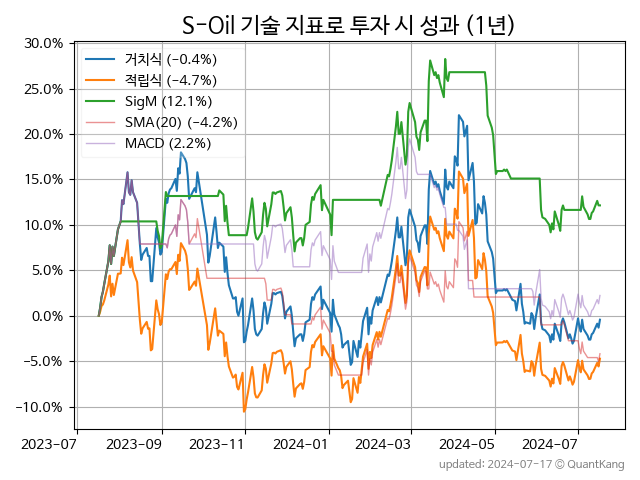 S-Oil 기술 지표로 투자 시 성과 (1년)
30.0%
25.0%
20.0%
15.0%
10.0%
5.0%
0.0%
-5.0%
-10.0%
거치식 (-0.4%)
적립식 (-4.7%)
SigM (12.1%)
SMA(20) (-4.2%)
MACD (2.2%)
2023-07 2023-09 2023-11 2024-01 2024-03 2024-05 2024-07
updated: 2024-07-17 © QuantKang